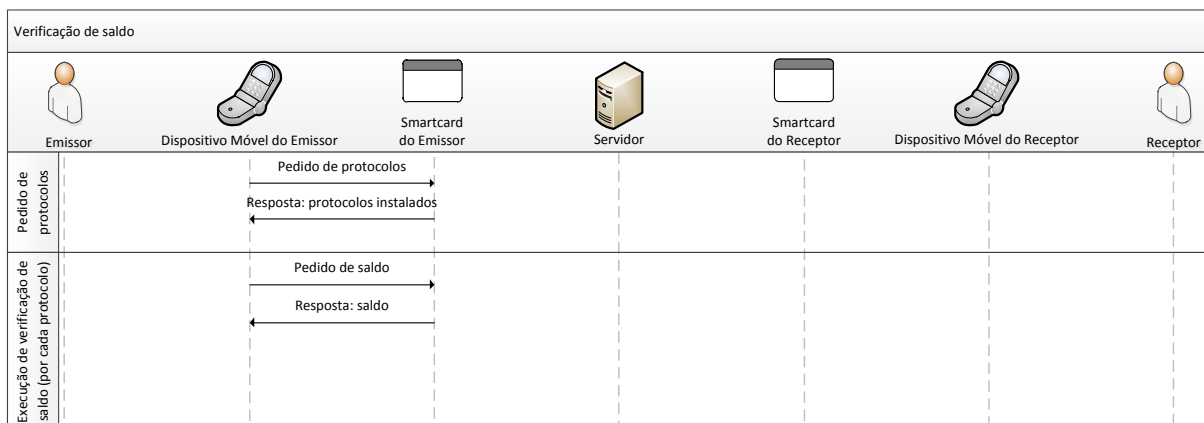 Verificação de saldo
Emissor
Dispositivo Móvel do Emissor
Smartcard
do Emissor
Servidor
Smartcard
do Receptor
Dispositivo Móvel do Receptor
Receptor
Pedido de
protocolos
Pedido de protocolos
Resposta: protocolos instalados
Execução de verificação de
saldo (por cada protocolo)
Pedido de saldo
Resposta: saldo